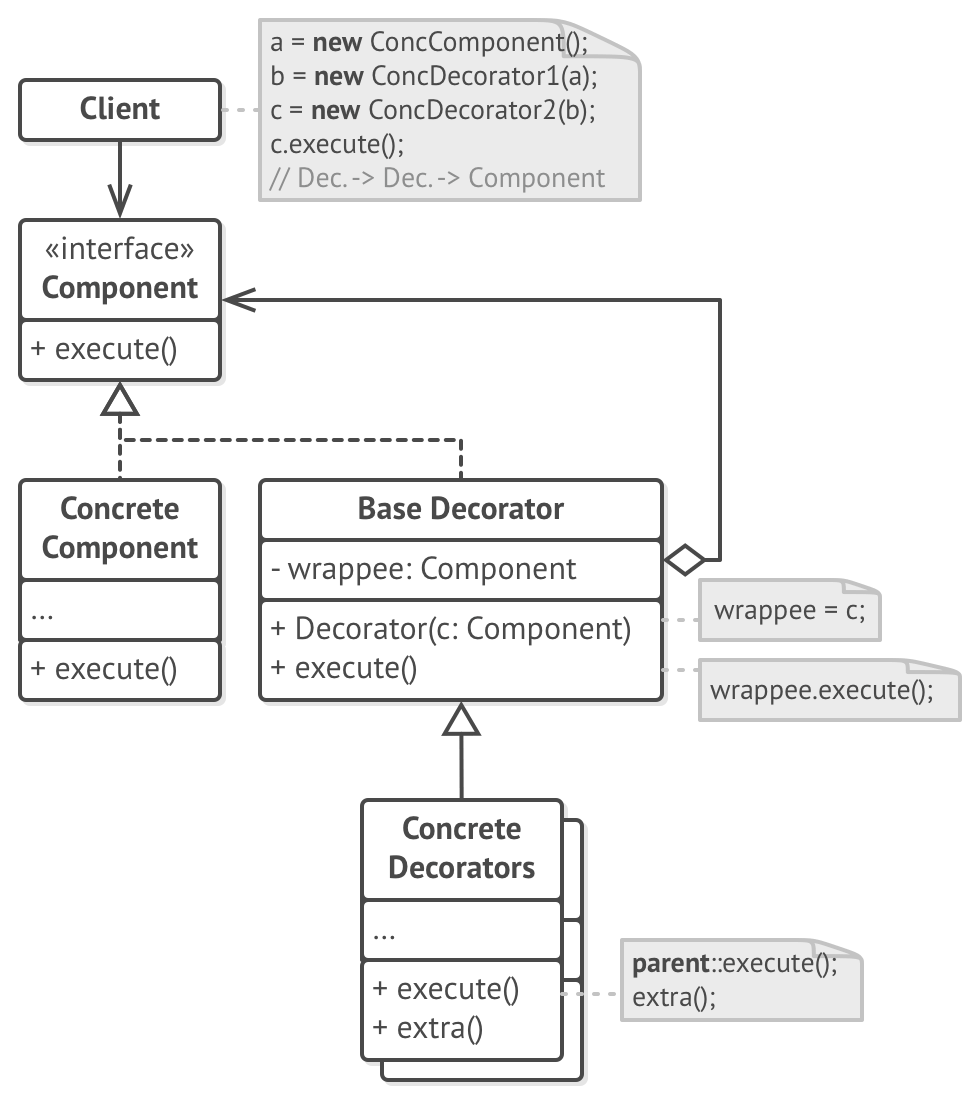 a = new ConcComponent();
b = new ConcDecorator1(a);
c = new ConcDecorator2(b);
c.execute();
// Dec. -> Dec. -> Component
Client
«interface»
Component
+ execute()
Concrete
Component
...
+ execute()
Base Decorator
- wrappee: Component
+ Decorator(c: Component)
+ execute()
wrappee = c;
wrappee.execute();
Concrete
Decorators
...
+ execute()
+ extra()
parent::execute();
extra();